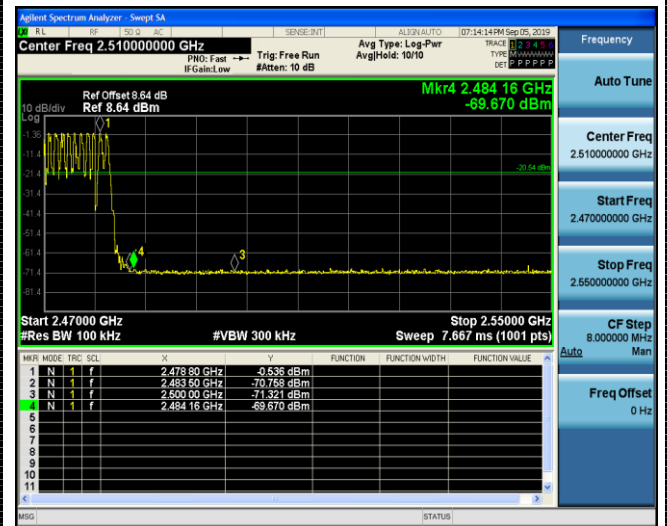 Agilent Spectrum Analyzer - Swept SA
RL RF 50 Ω AC SENSE:INT ALIGNAUTO 07:14:14PM Sep 05, 2019
Center Freq 2.510000000 GHz
PNO: Fast
IFGain:Low
Trig: Free Run
#Atten: 10 dB
Avg Type: Log-Pwr
Avg|Hold: 10/10
TRACE 1 2 3 4 5 6
TYPE MWWWWW
DET P P P P P P
Mkr4 2.484 16 GHz
-69.670 dBm
Ref Offset 8.64 dB
10 dB/div Ref 8.64 dBm
Log
-1.36
-11.4
-21.4
-31.4
-41.4
-51.4
-61.4
-71.4
-81.4
1
4
3
-20.54 dBm
Start 2.47000 GHz Stop 2.55000 GHz
#Res BW 100 kHz #VBW 300 kHz Sweep 7.667 ms (1001 pts)
MKR MODE TRC SCL X Y FUNCTION FUNCTION WIDTH FUNCTION VALUE
1 N 1 f 2.478 80 GHz -0.536 dBm
2 N 1 f 2.483 50 GHz -70.758 dBm
3 N 1 f 2.500 00 GHz -71.321 dBm
4 N 1 f 2.484 16 GHz -69.670 dBm
5
6
7
8
9
10
11
MSG STATUS
Frequency
Auto Tune
Center Freq
2.510000000 GHz
Start Freq
2.470000000 GHz
Stop Freq
2.550000000 GHz
CF Step
8.000000 MHz
Auto Man
Freq Offset
0 Hz